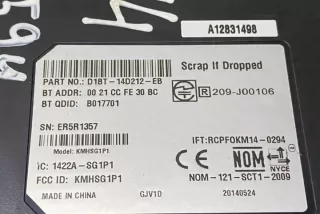 A12831498
Scrap If Dropped
PART NO.: D1BT-14D212-EB
BT ADDR: 00 21 CC FE 30 BC
BT QDID: B017701
R 209-J00106
SN: ER5R1357
Model: KMHSG1P1
IFT:RCPFOKM14-0294
IC: 1422A-SG1P1
FCC ID: KMHSG1P1
CE
NOM
NYCE
NOM-121-SCT1-2009
MADE IN CHINA
GJV1D
20140524